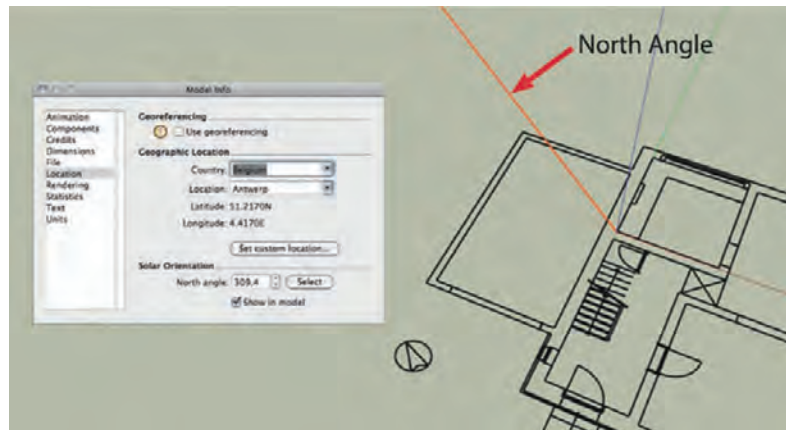 North Angle
Model Info
Animation
Components
Credits
Dimensions
File
Location
Rendering
Statistics
Text
Units
Georeferencing
Use georeferencing
Geographic Location
Country: Belgium
Location: Antwerp
Latitude: 51.2170N
Longitude: 4.4170E
Set custom location...
Solar Orientation
North angle: 309,4 Select
Show in model